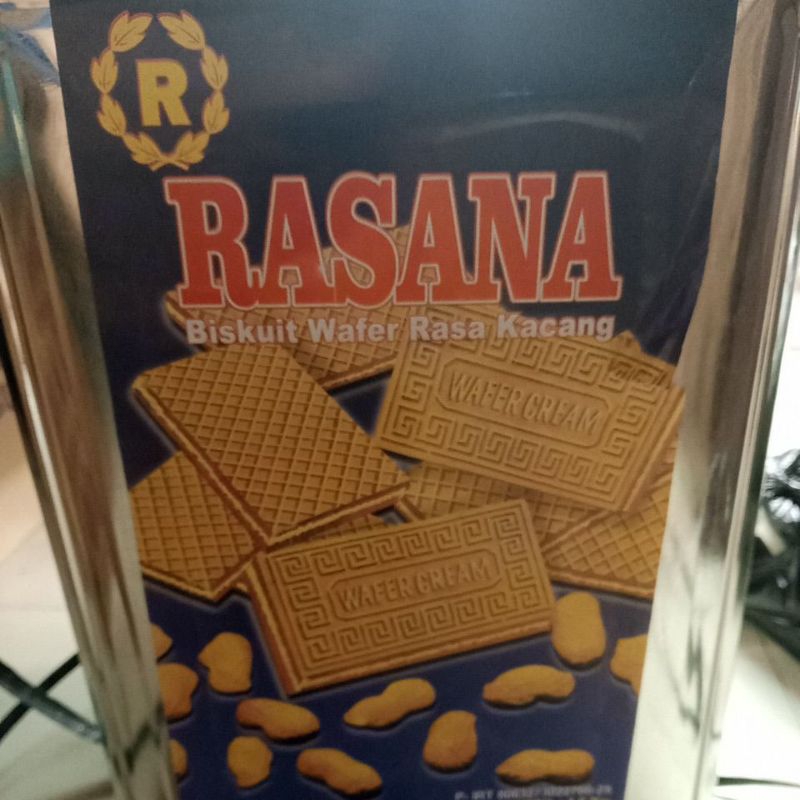 R
RASANA
Biskuit Wafer Rasa Kacang
WAFER CREAM
WAFER CREAM